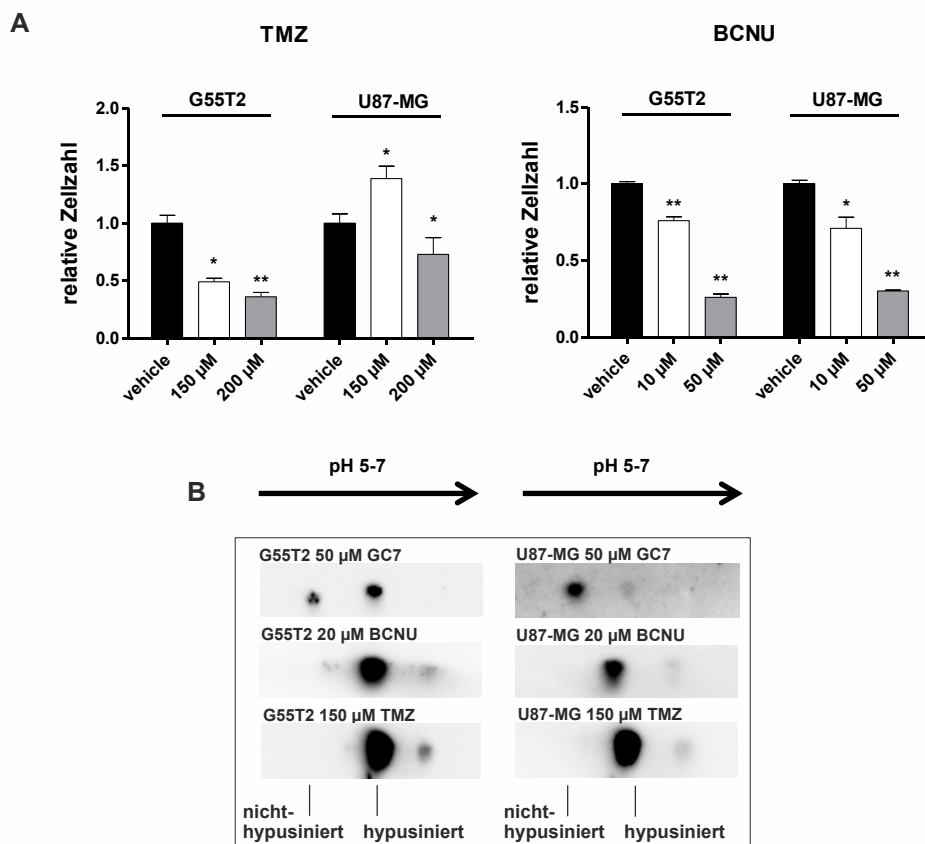 A
TMZ
BCNU
G55T2
U87-MG
G55T2
U87-MG
relative Zellzahl
2.0
1.5
1.0
0.5
0.0
*
**
*
*
vehicle
150 µM
200 µM
vehicle
150 µM
200 µM
relative Zellzahl
1.5
1.0
0.5
0.0
**
**
*
**
vehicle
10 µM
50 µM
vehicle
10 µM
50 µM
B
pH 5-7
pH 5-7
G55T2 50 µM GC7
U87-MG 50 µM GC7
G55T2 20 µM BCNU
U87-MG 20 µM BCNU
G55T2 150 µM TMZ
U87-MG 150 µM TMZ
nicht-
hypusiniert
hypusiniert
nicht-
hypusiniert
hypusiniert